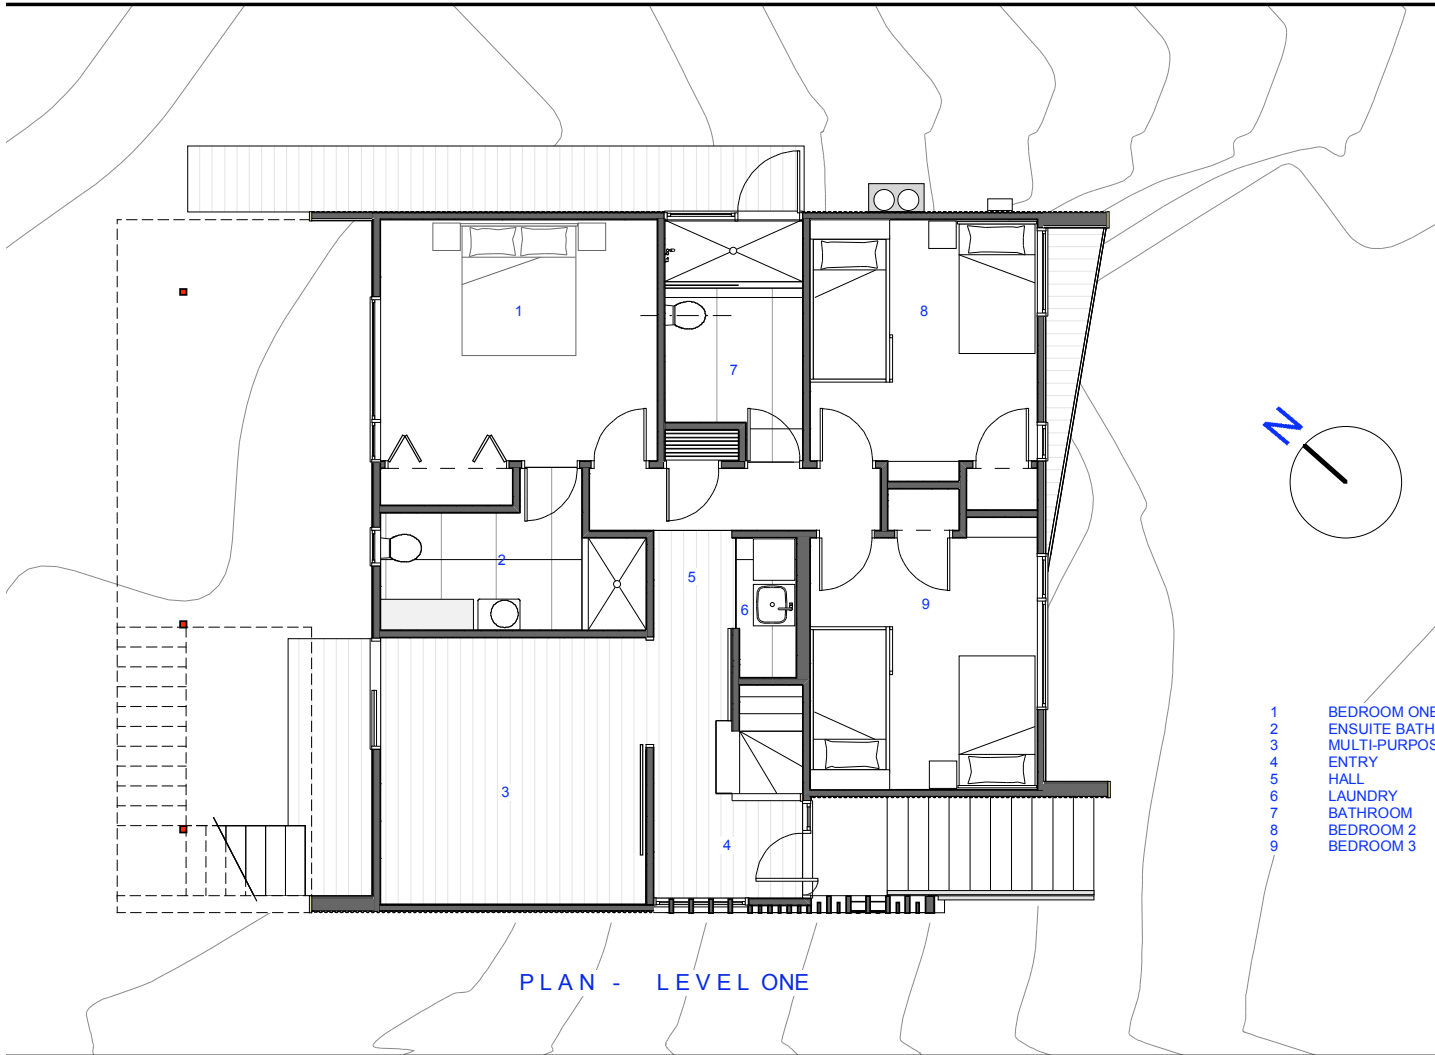 1
8
7
N
2
5
6
9
3
4
1 BEDROOM ONE
2 ENSUITE BATH
3 MULTI-PURPOS
4 ENTRY
5 HALL
6 LAUNDRY
7 BATHROOM
8 BEDROOM 2
9 BEDROOM 3
PLAN - LEVEL ONE